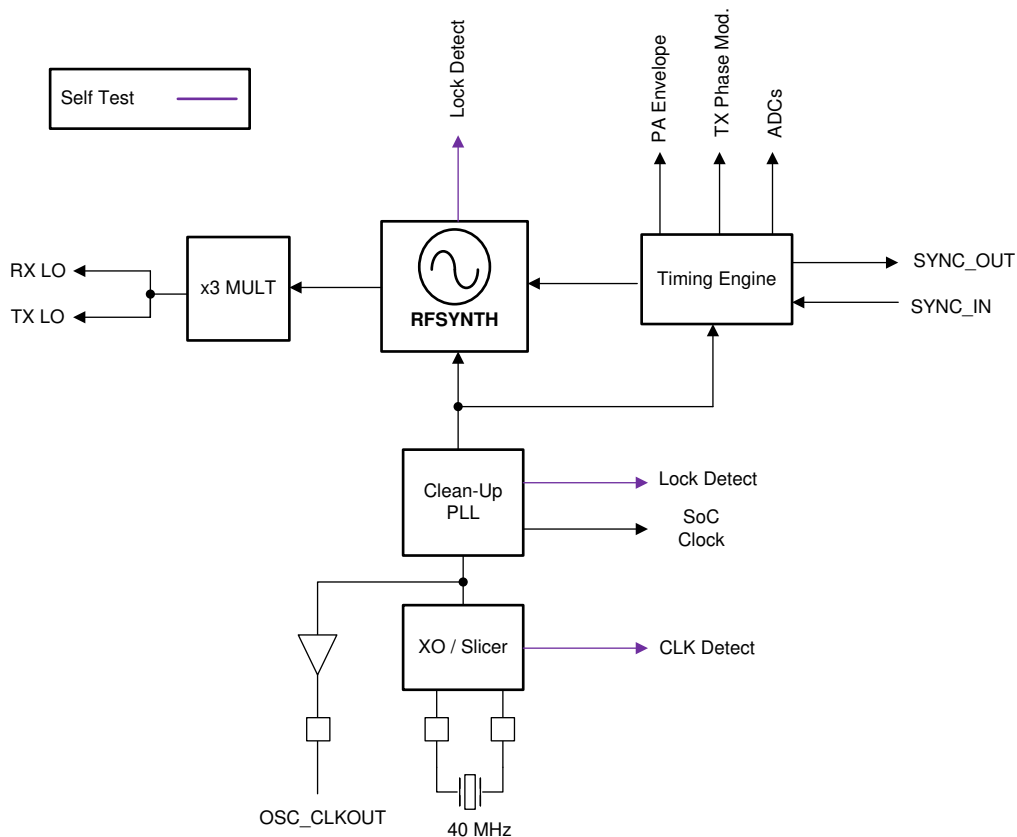 Self Test
Lock Detect
PA Envelope
TX Phase Mod.
ADCs
RX LO
TX LO
x3 MULT
RFSYNTH
Timing Engine
SYNC_OUT
SYNC_IN
Clean-Up
PLL
Lock Detect
SoC
Clock
XO / Slicer
CLK Detect
OSC_CLKOUT
40 MHz